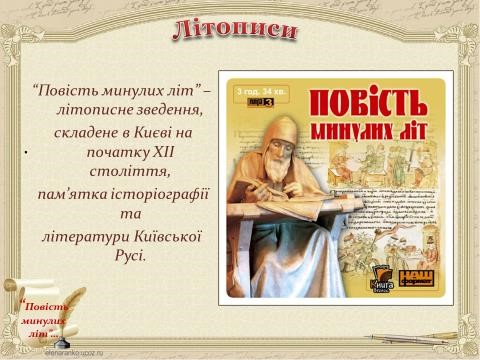 Літописи
“Повість минулих літ” –
літописне зведення,
складене в Києві на
початку XII
століття,
пам’ятка історіографії
та
літератури Київської
Русі.
3 год. 34 хв.
ПОВІСТЬ
МИНУЛИХ ЛІТ
Книга
НАШ
формат
“Повість
минулих
літ”...
elenaranko.ucoz.ru